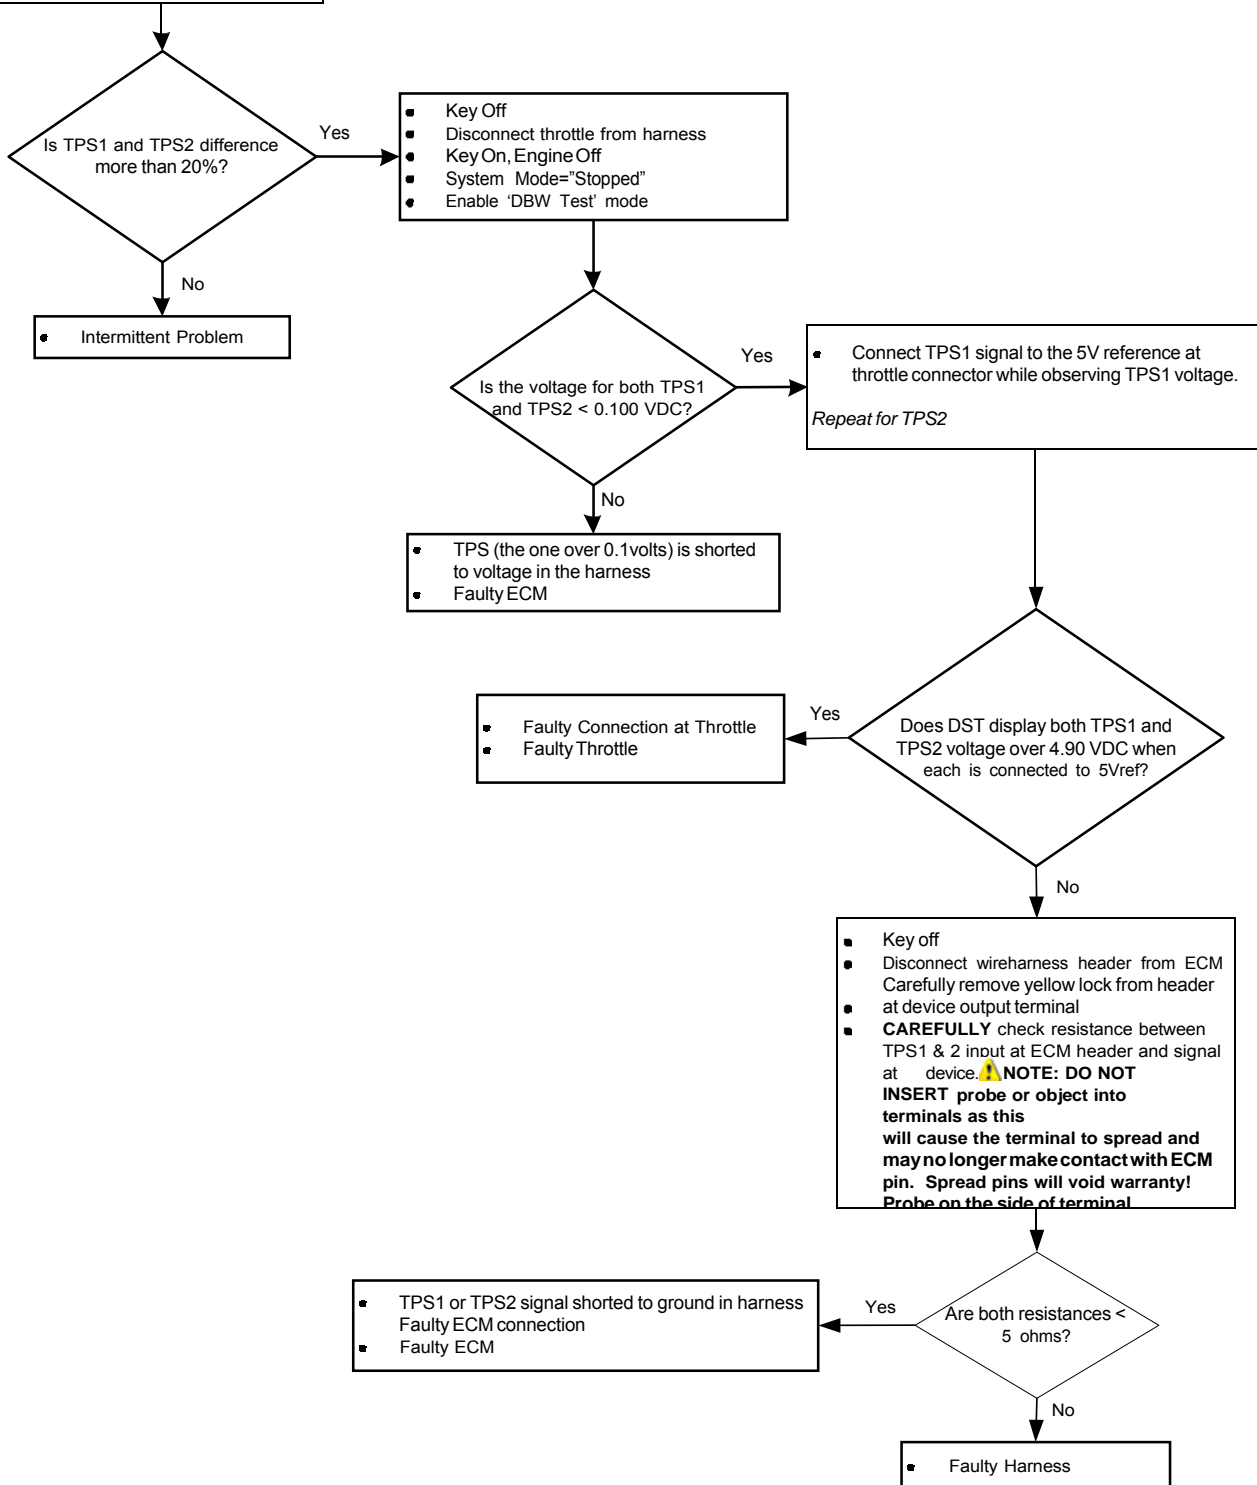 Is TPS1 and TPS2 difference
more than 20%?
Yes
No
Intermittent Problem
Key Off
Disconnect throttle from harness
Key On, Engine Off
System Mode=”Stopped”
Enable ‘DBW Test’ mode
Is the voltage for both TPS1
and TPS2 < 0.100 VDC?
Yes
No
TPS (the one over 0.1volts) is shorted
to voltage in the harness
Faulty ECM
Connect TPS1 signal to the 5V reference at
throttle connector while observing TPS1 voltage.
Repeat for TPS2
Does DST display both TPS1 and
TPS2 voltage over 4.90 VDC when
each is connected to 5Vref?
Yes
Faulty Connection at Throttle
Faulty Throttle
No
Key off
Disconnect wireharness header from ECM
Carefully remove yellow lock from header
at device output terminal
CAREFULLY check resistance between
TPS1 & 2 input at ECM header and signal
at device. NOTE: DO NOT
INSERT probe or object into
terminals as this
will cause the terminal to spread and
may no longer make contact with ECM
pin. Spread pins will void warranty!
Probe on the side of terminal
Are both resistances <
5 ohms?
Yes
TPS1 or TPS2 signal shorted to ground in harness
Faulty ECM connection
Faulty ECM
No
Faulty Harness